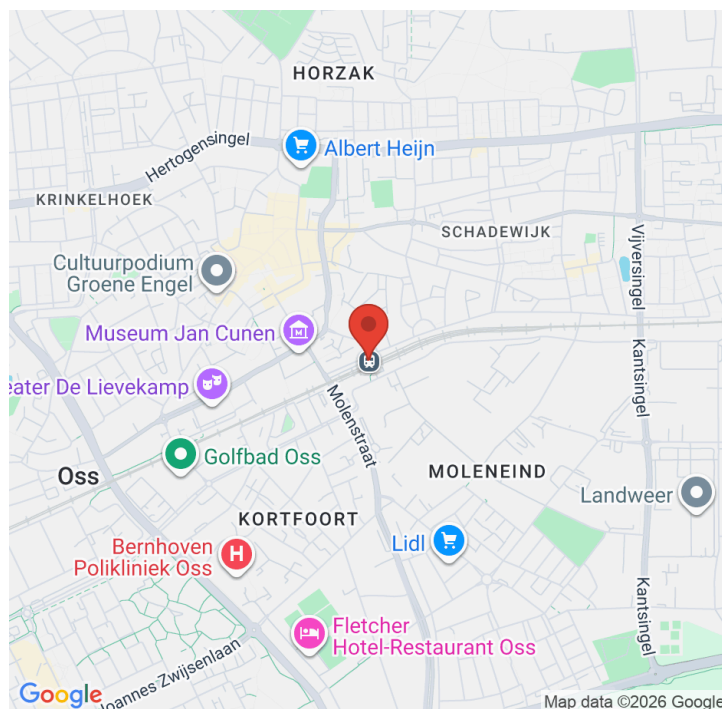 HORZAK
Hertogensingel
Albert Heijn
KRINKELHOEK
SCHADEWIJK
Vijversingel
Cultuurpodium
Groene Engel
Museum Jan Cunen
M
eater De Lievekamp
Kantsingel
Molenstraat
Golfbad Oss
Oss
MOLENEIND
Landweer
KORTFOORT
Lidl
Bernhoven
Polikliniek Oss
H
Kantsingel
Fletcher
Hotel-Restaurant Oss
Joannes Zwijsenlaan
Google
Map data ©2026 Google